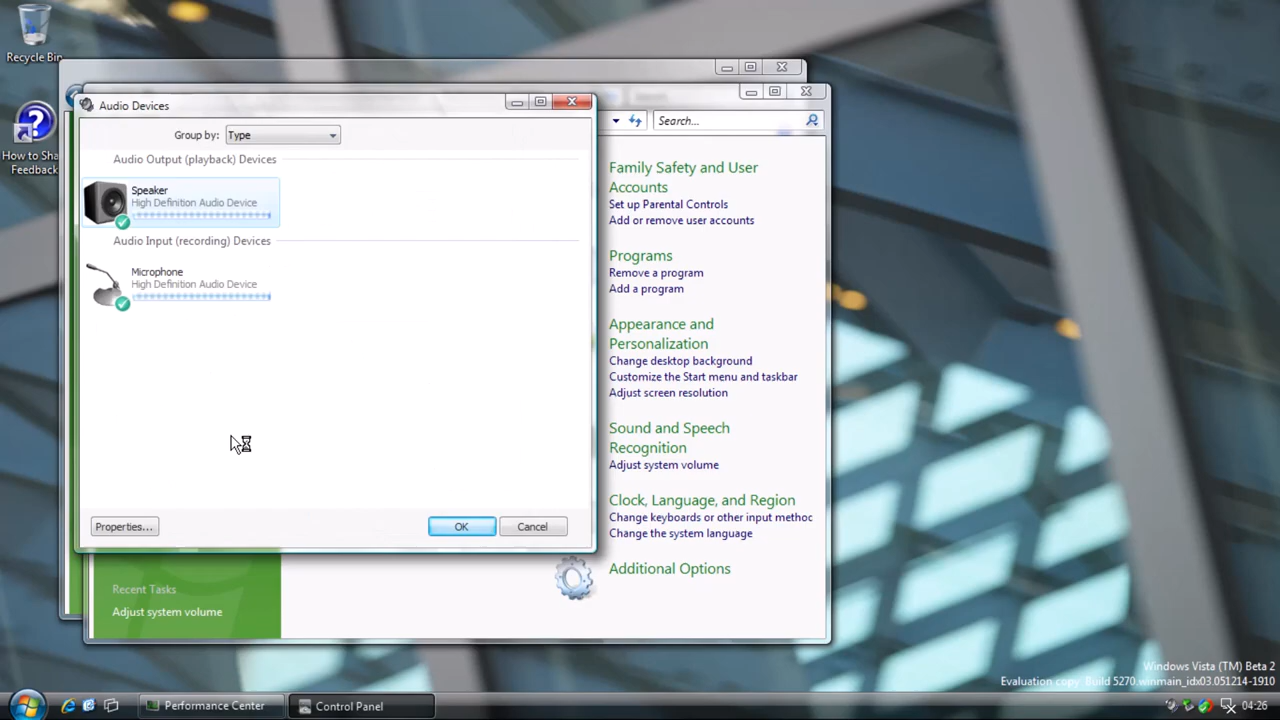 Recycle Bin
How to Sha
Feedback
Audio Devices
Group by: Type
Audio Output (playback) Devices
Speaker
High Definition Audio Device
Audio Input (recording) Devices
Microphone
High Definition Audio Device
Properties...
OK
Cancel
Search...
Family Safety and User
Accounts
Set up Parental Controls
Add or remove user accounts
Programs
Remove a program
Add a program
Appearance and
Personalization
Change desktop background
Customize the Start menu and taskbar
Adjust screen resolution
Sound and Speech
Recognition
Adjust system volume
Clock, Language, and Region
Change keyboards or other input methoc
Change the system language
Additional Options
Recent Tasks
Adjust system volume
Windows Vista (TM) Beta 2
Evaluation copy. Build 5270.winmain_idx03.051214-1910
Performance Center
Control Panel
04:26